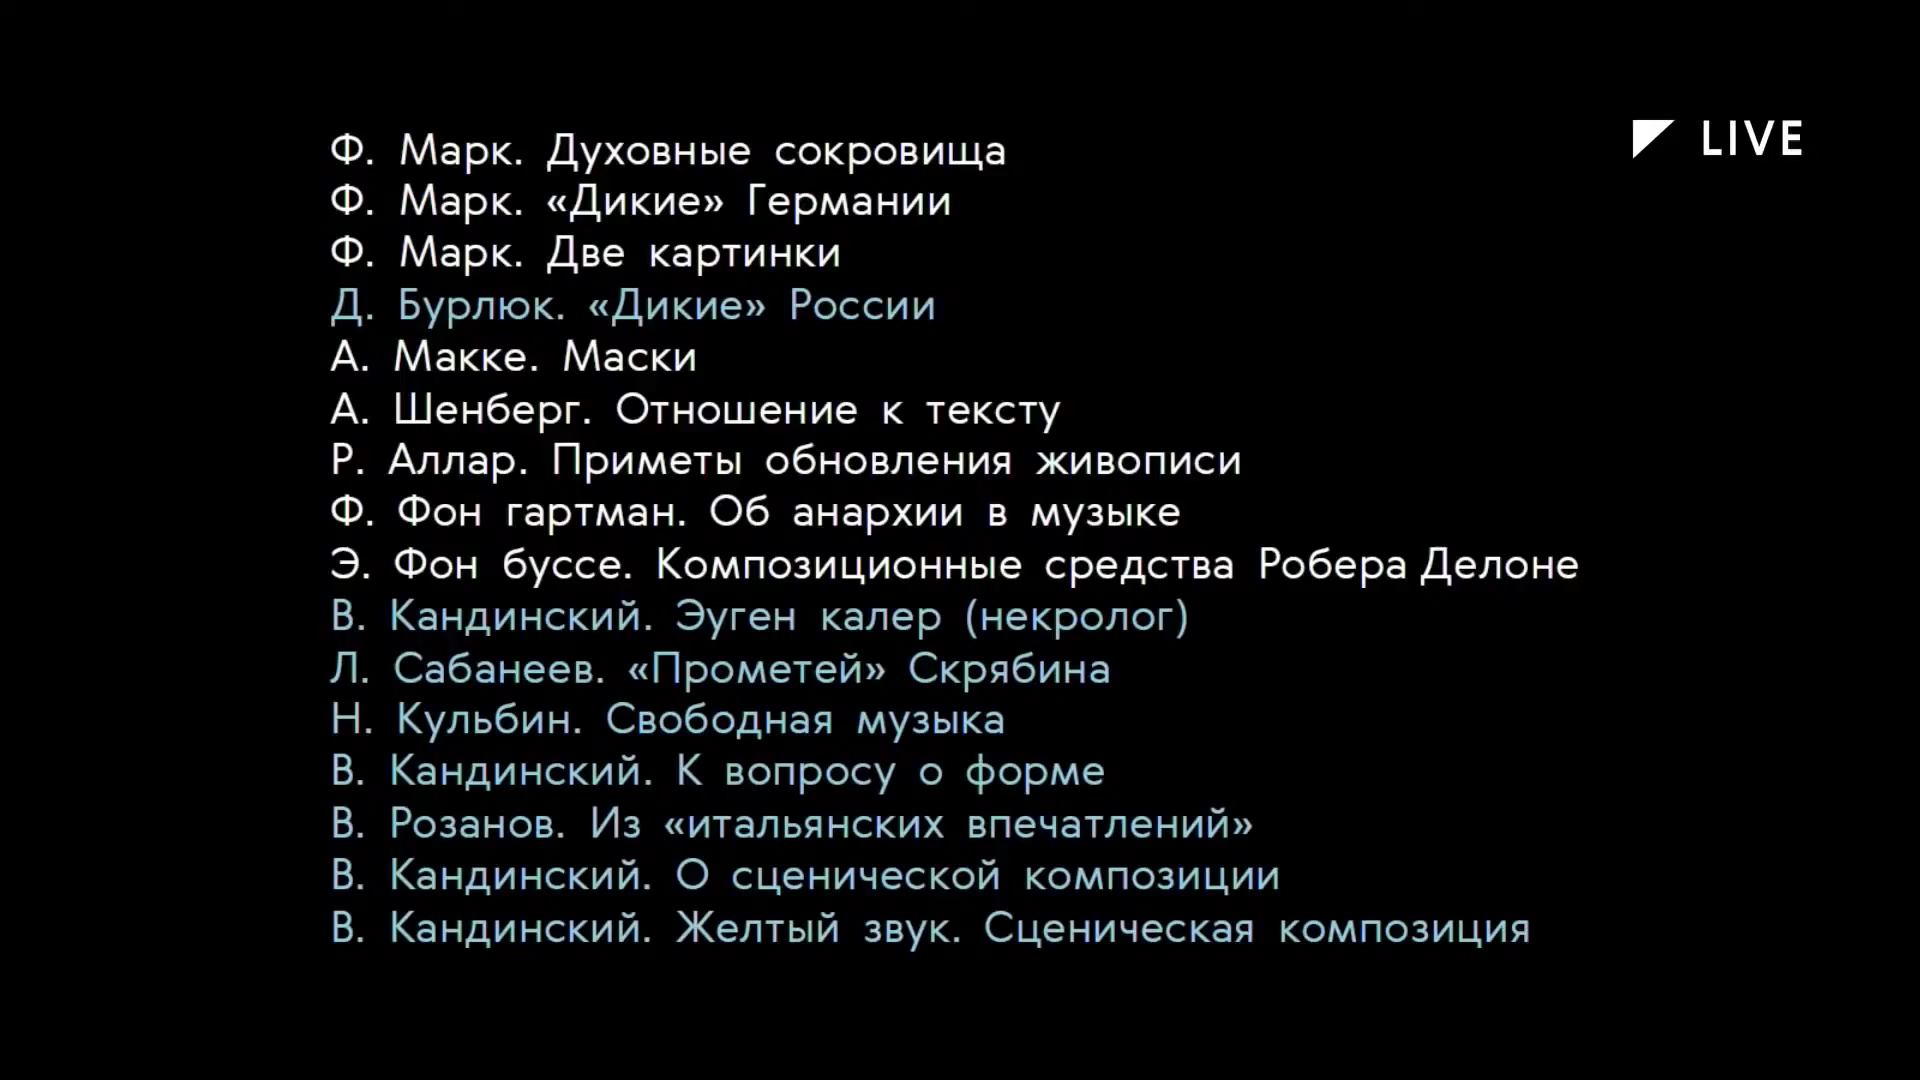 Ф. Марк. Духовные сокровища
LIVE
Ф. Марк. «Дикие» Германии
Ф. Марк. Две картинки
Д. Бурлюк. «Дикие» России
А. Макке. Маски
А. Шенберг. Отношение к тексту
Р. Аллар. Приметы обновления живописи
Ф. Фон гартман. Об анархии в музыке
Э. Фон буссе. Композиционные средства Робера Делоне
В. Кандинский. Эуген калер (некролог)
Л. Сабанеев. «Прометей» Скрябина
Н. Кульбин. Свободная музыка
В. Кандинский. К вопросу о форме
В. Розанов. Из «итальянских впечатлений»
В. Кандинский. О сценической композиции
В. Кандинский. Желтый звук. Сценическая композиция